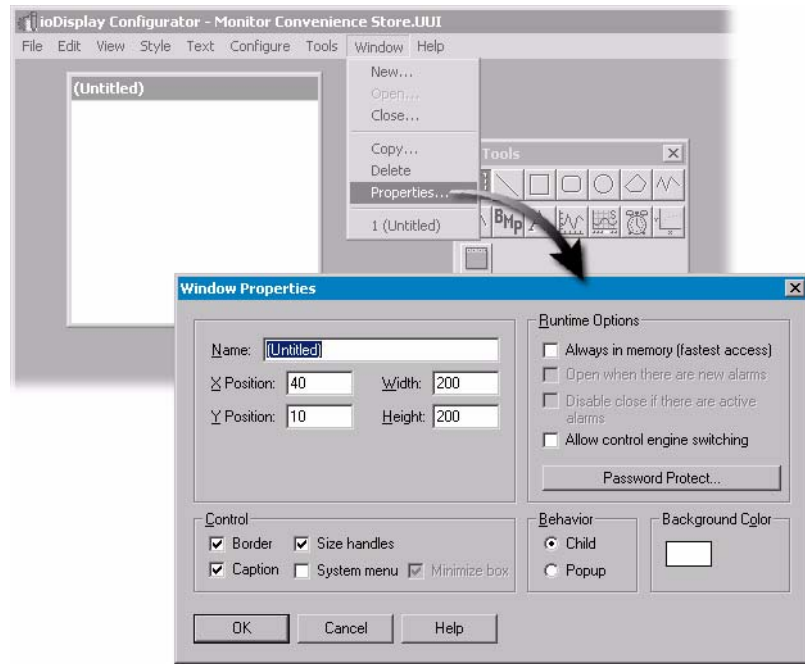 ioDisplay Configurator - Monitor Convenience Store.UUI
File Edit View Style Text Configure Tools Window Help
(Untitled)
New...
Open...
Close...
Copy...
Delete
Properties...
1 (Untitled)
Tools
BMp A
Window Properties
Name: (Untitled)
X Position: 40 Width: 200
Y Position: 10 Height: 200
Runtime Options
Always in memory (fastest access)
Open when there are new alarms
Disable close if there are active
alarms
Allow control engine switching
Password Protect...
Control
Border Size handles
Caption System menu Minimize box
Behavior
Child
Popup
Background Color
OK Cancel Help